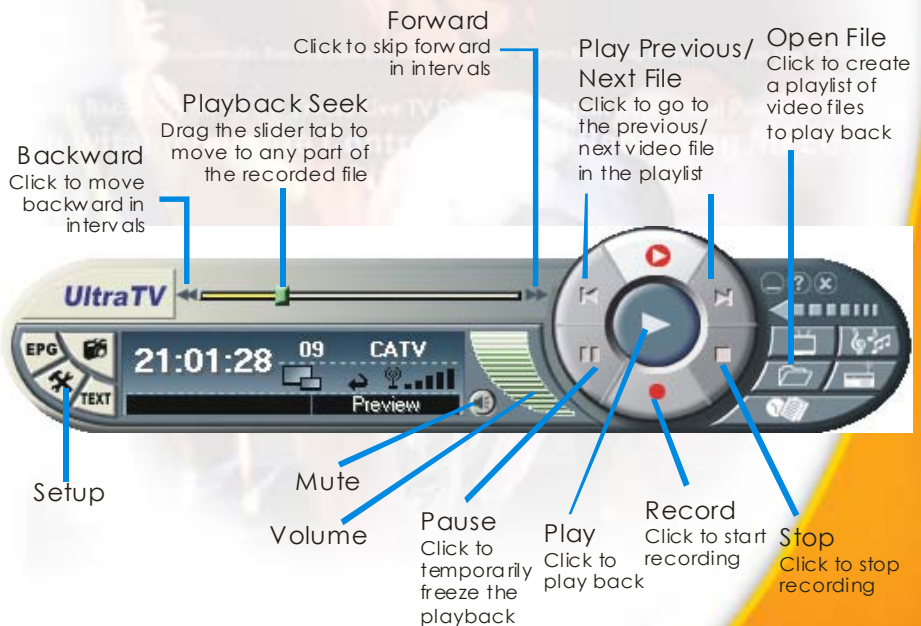 Forward
Click to skip forward
in intervals
Play Previous/
Next File
Click to go to
the previous/
next video file
in the playlist
Open File
Click to create
a playlist of
video files
to play back
Playback Seek
Drag the slider tab to
move to any part of
the recorded file
Backward
Click to move
backward in
intervals
UltraTV
EPG
TEXT
21:01:28
09
CATV
Preview
Setup
Mute
Volume
Pause
Click to
temporarily
freeze the
playback
Play
Click to
play back
Record
Click to start
recording
Stop
Click to stop
recording